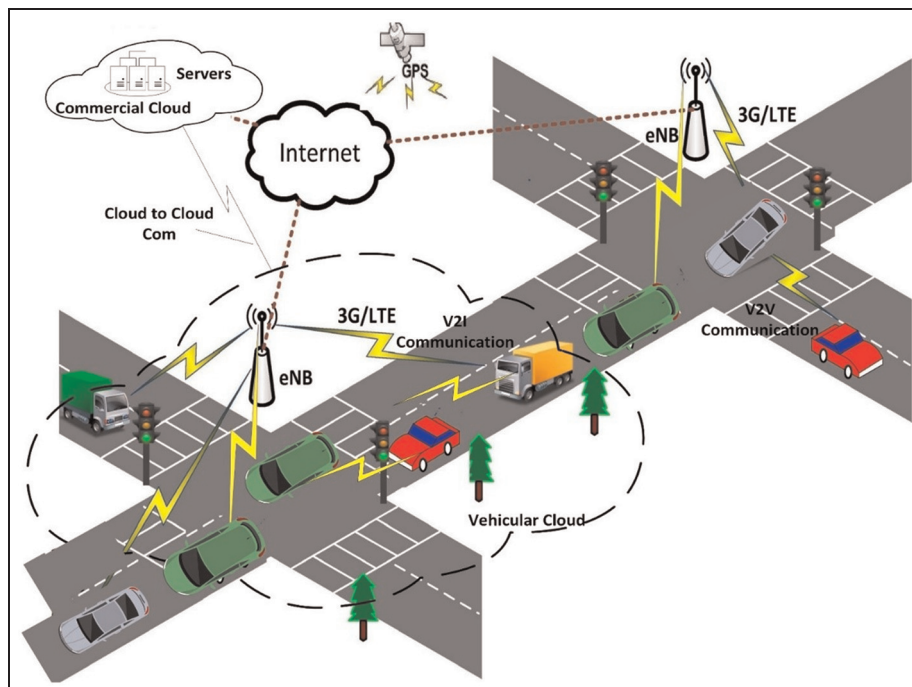 Servers
Commercial Cloud
GPS
Internet
eNB
3G/LTE
Cloud to Cloud
Com
3G/LTE
V2I
Communication
V2V
Communication
eNB
Vehicular Cloud